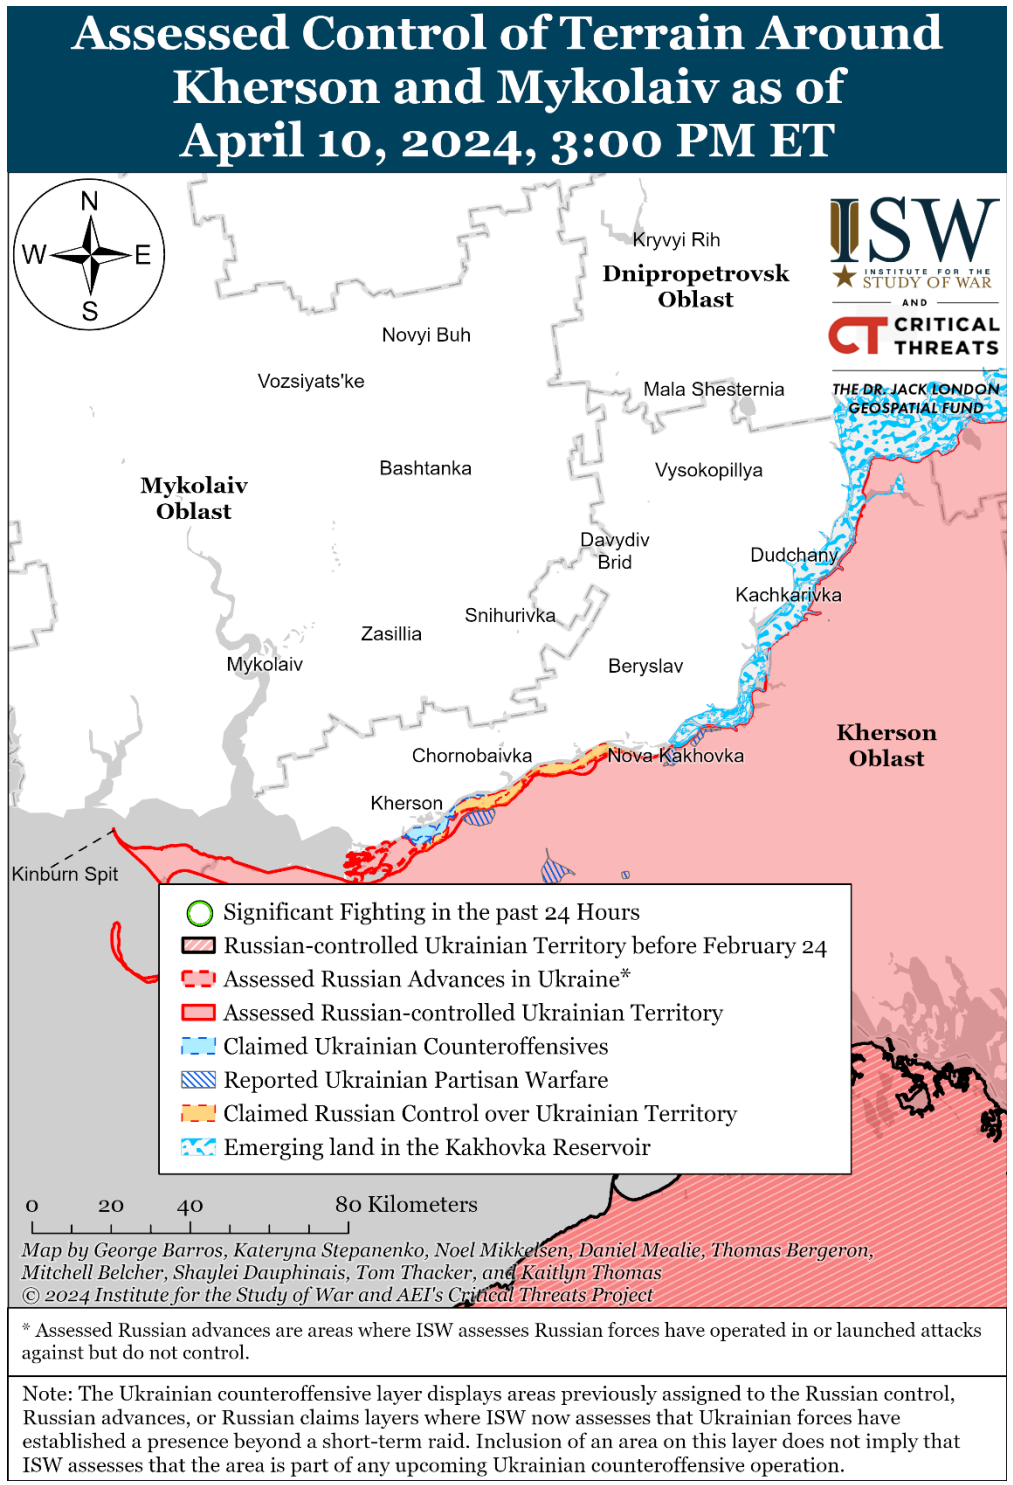 Assessed Control of Terrain Around
Kherson and Mykolaiv as of
April 10, 2024, 3:00 PM ET
N
W
E
S
ISW
INSTITUTE FOR THE
STUDY OF WAR
AND
CT CRITICAL
THREATS
THE DR. JACK LONDON
GEOSPATIAL FUND
Kryvyi Rih
Dnipropetrovsk
Oblast
Novyi Buh
Vozsiyats'ke
Mala Shesternia
Bashtanka
Vysokopillya
Mykolaiv
Oblast
Davydiv
Brid
Dudchany
Kachkarivka
Snihurivka
Zasillia
Mykolaiv
Beryslav
Kherson
Oblast
Chornobaivka
Nova Kakhovka
Kherson
Kinburn Spit
Significant Fighting in the past 24 Hours
Russian-controlled Ukrainian Territory before February 24
Assessed Russian Advances in Ukraine*
Assessed Russian-controlled Ukrainian Territory
Claimed Ukrainian Counteroffensives
Reported Ukrainian Partisan Warfare
Claimed Russian Control over Ukrainian Territory
Emerging land in the Kakhovka Reservoir
0 20 40 80 Kilometers
Map by George Barros, Kateryna Stepanenko, Noel Mikkelsen, Daniel Mealie, Thomas Bergeron,
Mitchell Belcher, Shaylei Dauphinais, Tom Thacker, and Kaitlyn Thomas
© 2024 Institute for the Study of War and AEI's Critical Threats Project
* Assessed Russian advances are areas where ISW assesses Russian forces have operated in or launched attacks
against but do not control.
Note: The Ukrainian counteroffensive layer displays areas previously assigned to the Russian control,
Russian advances, or Russian claims layers where ISW now assesses that Ukrainian forces have
established a presence beyond a short-term raid. Inclusion of an area on this layer does not imply that
ISW assesses that the area is part of any upcoming Ukrainian counteroffensive operation.